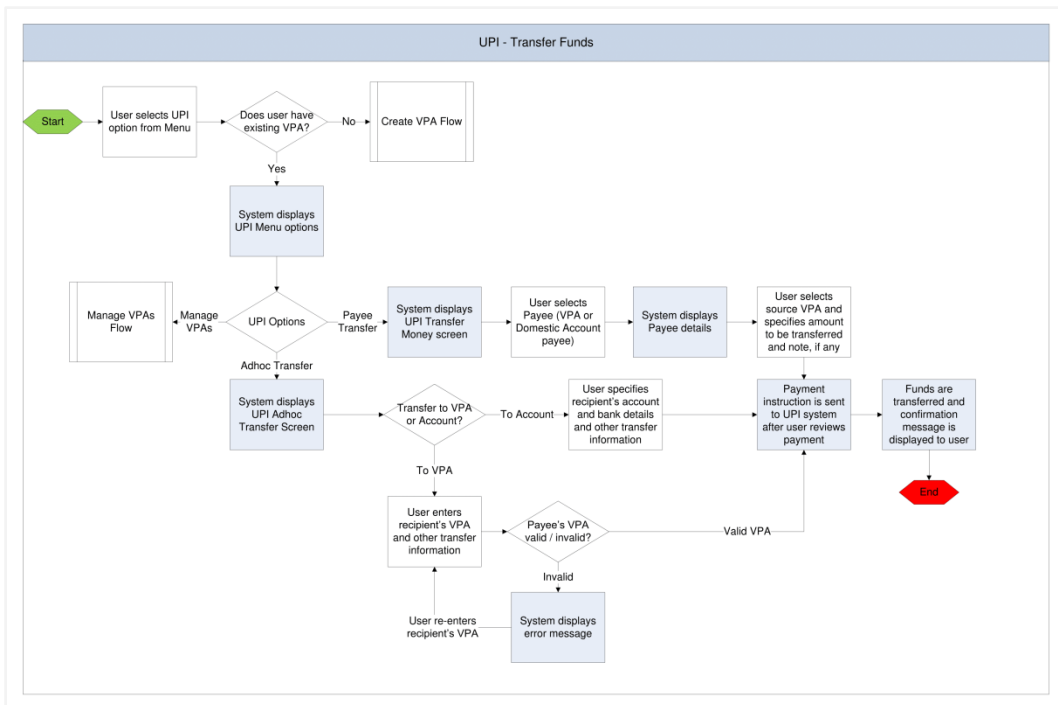 UPI - Transfer Funds
Start
User selects UPI
option from Menu
Does user have
existing VPA?
No
Create VPA Flow
Yes
System displays
UPI Menu options
Manage VPAs
Flow
Manage
VPAs
UPI Options
Payee
Transfer
System displays
UPI Transfer
Money screen
User selects
Payee (VPA or
Domestic Account
payee)
System displays
Payee details
User selects
source VPA and
specifies amount
to be transferred
and note, if any
Adhoc Transfer
System displays
UPI Adhoc
Transfer Screen
Transfer to VPA
or Account?
To Account
User specifies
recipient's account
and bank details
and other transfer
information
Payment
instruction is sent
to UPI system
after user reviews
payment
Funds are
transferred and
confirmation
message is
displayed to user
End
To VPA
User enters
recipient's VPA
and other transfer
information
Payee's VPA
valid / invalid?
Valid VPA
Invalid
User re-enters
recipient's VPA
System displays
error message